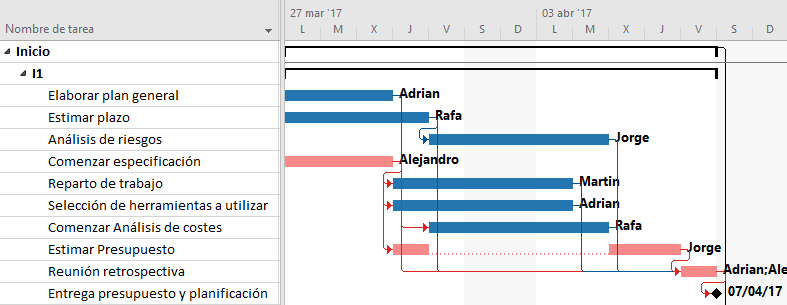 27 mar '17 03 abr '17
Nombre de tarea L M X J V S D L M X J V S D
Inicio
I1
Elaborar plan general Adrian
Estimar plazo Rafa
Análisis de riesgos Jorge
Comenzar especificación Alejandro
Reparto de trabajo Martin
Selección de herramientas a utilizar Adrian
Comenzar Análisis de costes Rafa
Estimar Presupuesto Jorge
Reunión retrospectiva Adrian;Ale
Entrega presupuesto y planificación 07/04/17